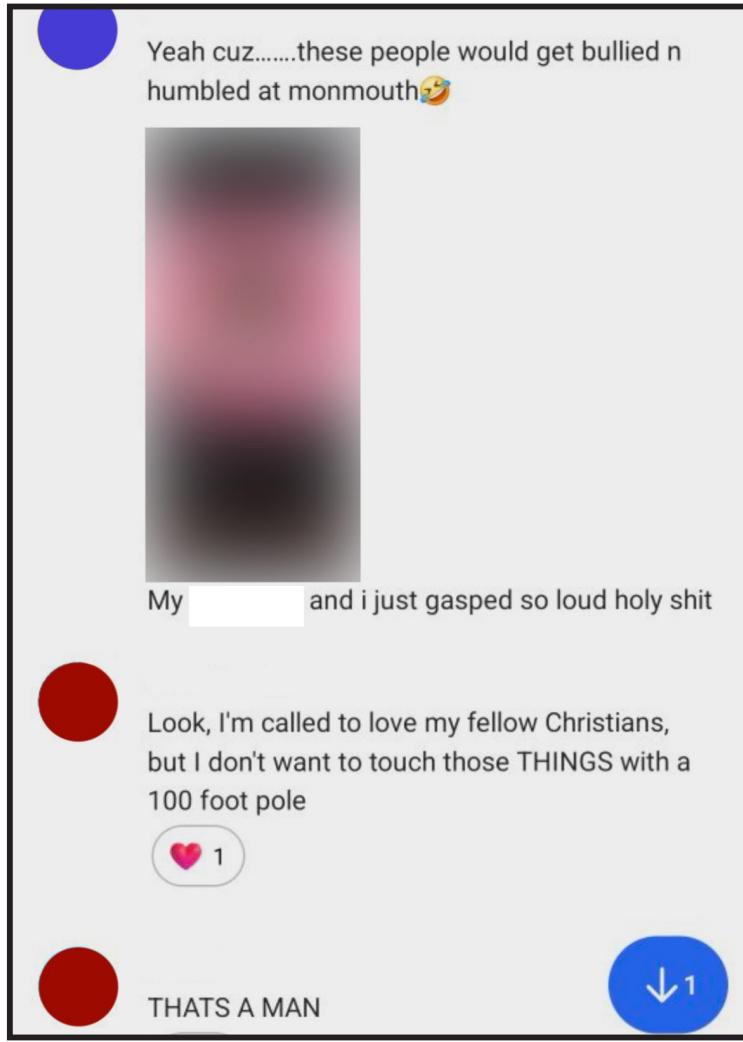 Yeah cuz.......these people would get bullied n
humbled at monmouth🤣
My and i just gasped so loud holy shit
Look, I'm called to love my fellow Christians,
but I don't want to touch those THINGS with a
100 foot pole
1
1
THATS A MAN